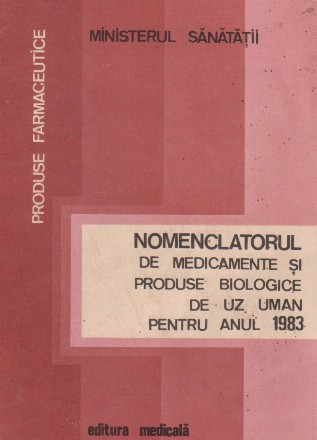 MINISTERUL SĂNĂTĂȚII
PRODUSE FARMACEUTICE
NOMENCLATORUL
DE MEDICAMENTE ȘI
PRODUSE BIOLOGICE
DE UZ UMAN
PENTRU ANUL 1983
editura medicală